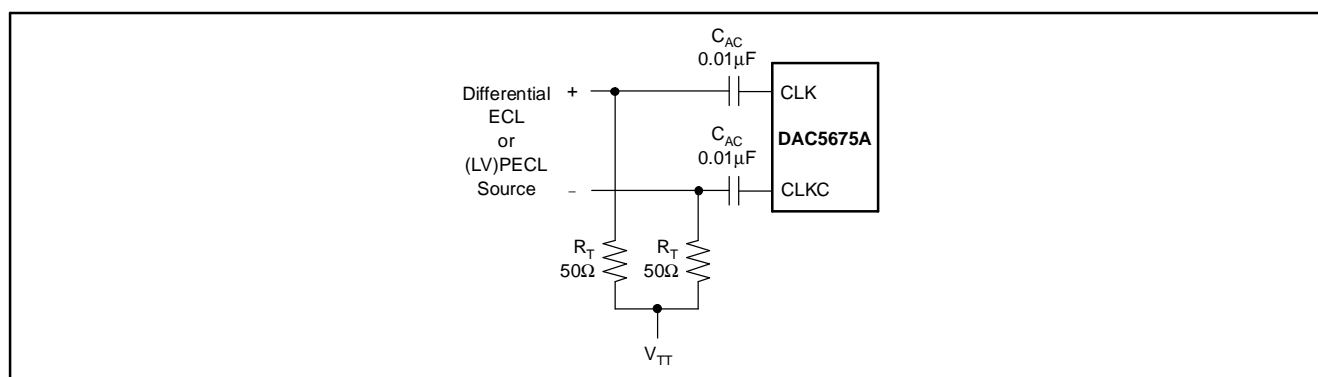 C_AC
0.01µF
Differential
ECL
or
(LV)PECL
Source
+
−
CLK
DAC5675A
CLKC
C_AC
0.01µF
R_T
50Ω
R_T
50Ω
V_TT